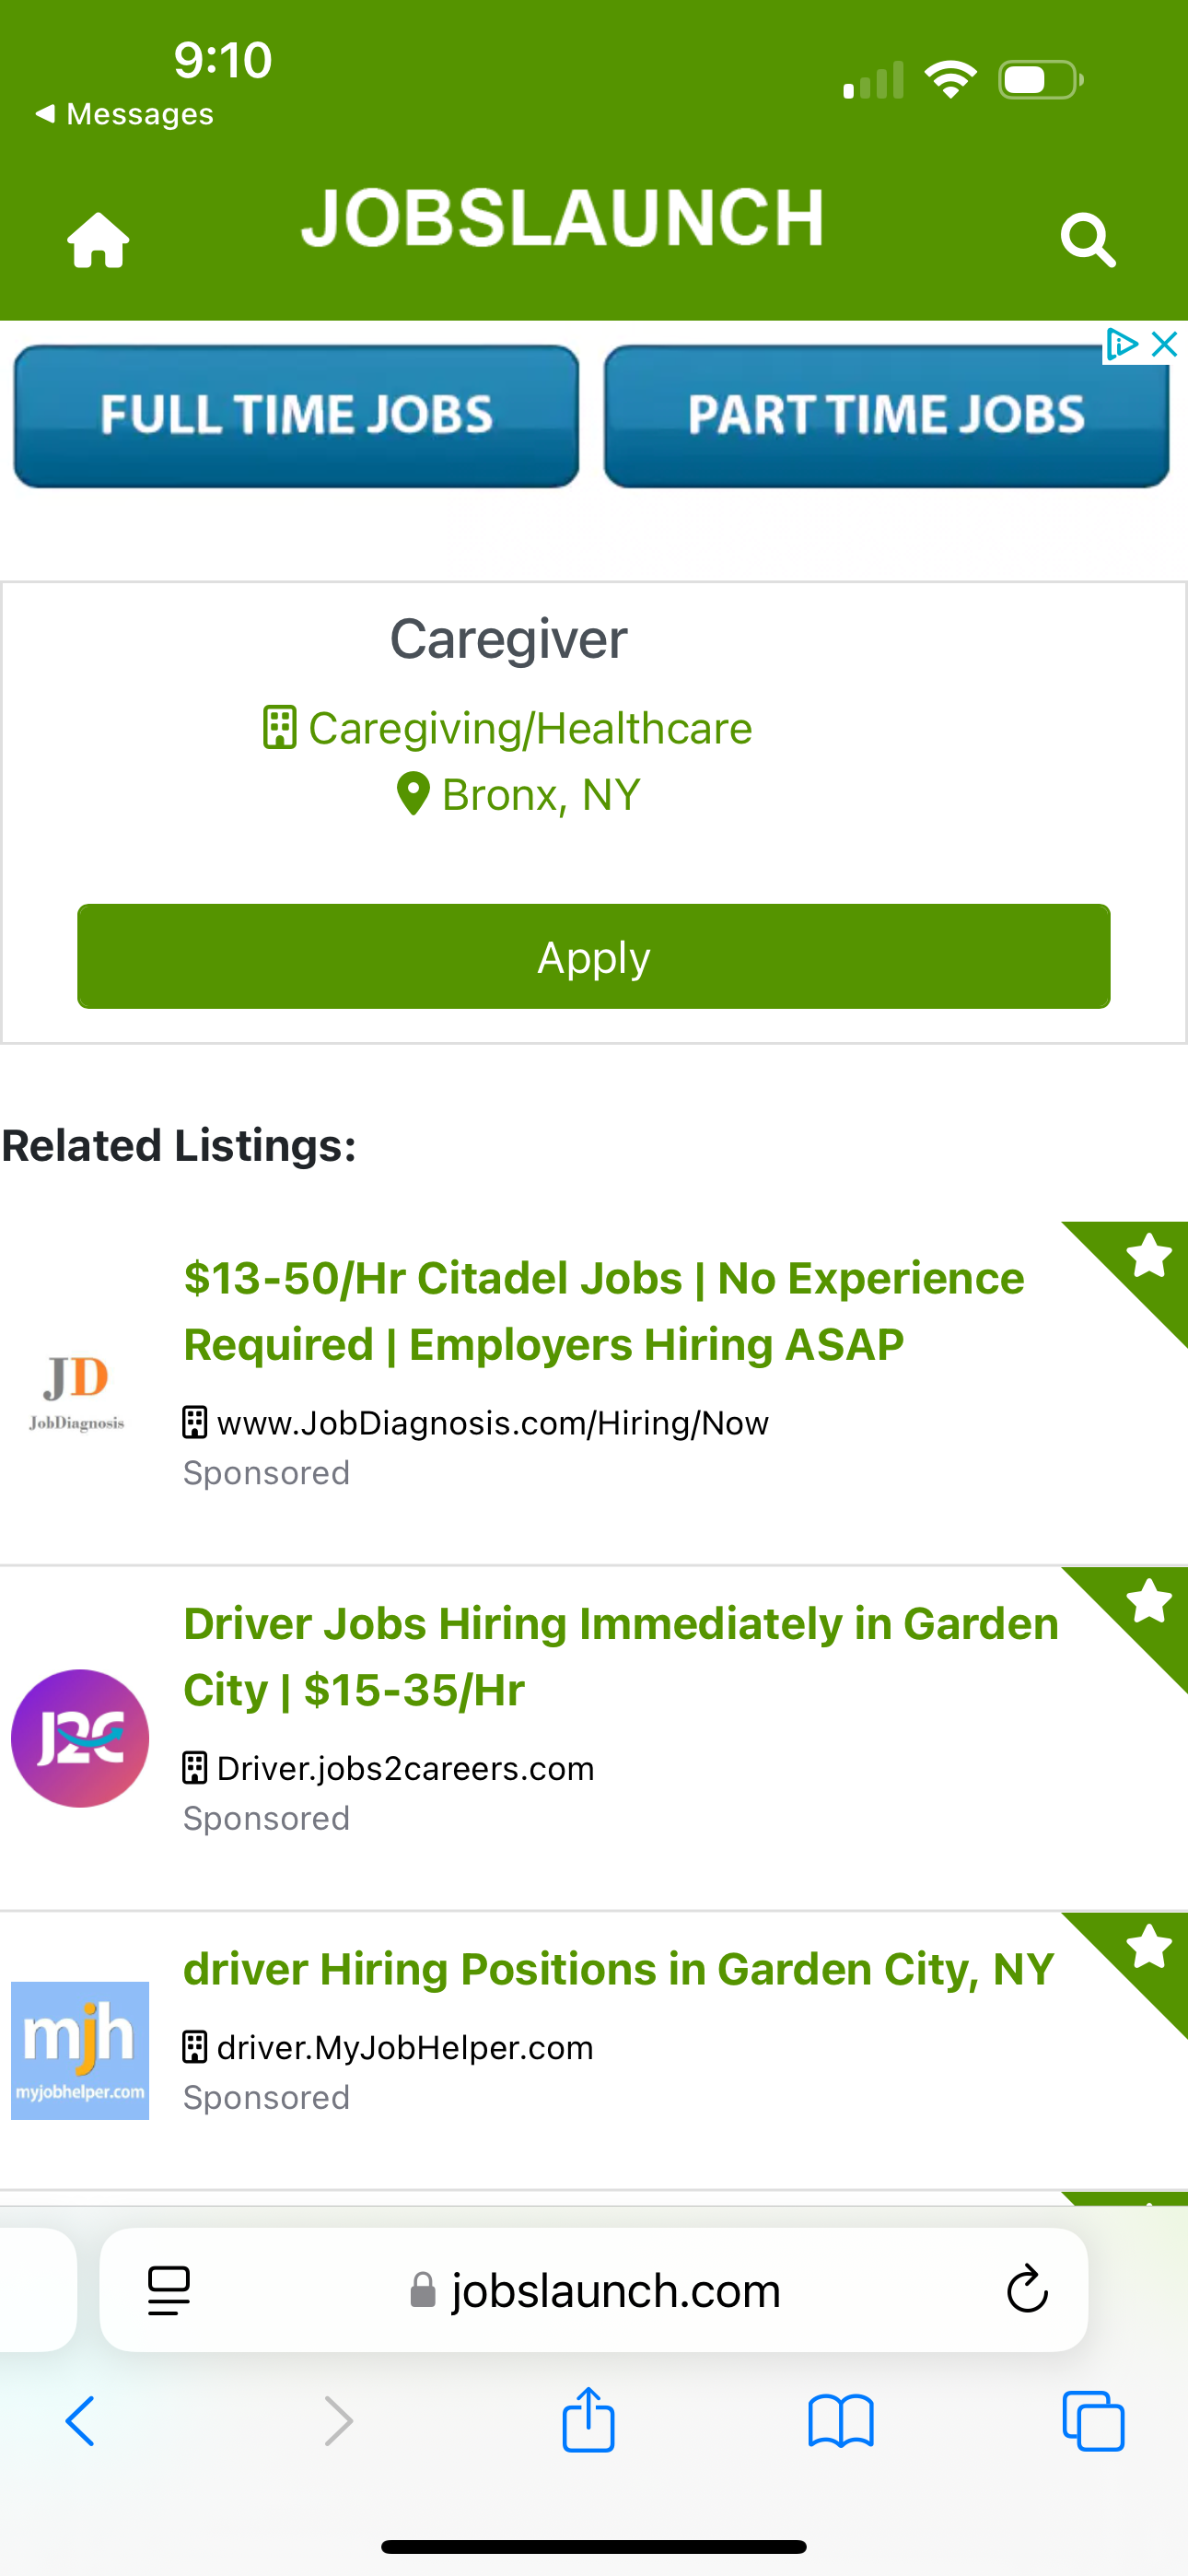 9:10
◀ Messages
JOBSLAUNCH
FULL TIME JOBS
PART TIME JOBS
Caregiver
Caregiving/Healthcare
Bronx, NY
Apply
Related Listings:
$13-50/Hr Citadel Jobs | No Experience
Required | Employers Hiring ASAP
JD
JobDiagnosis
www.JobDiagnosis.com/Hiring/Now
Sponsored
Driver Jobs Hiring Immediately in Garden
City | $15-35/Hr
J2C
Driver.jobs2careers.com
Sponsored
driver Hiring Positions in Garden City, NY
mjh
myjobhelper.com
driver.MyJobHelper.com
Sponsored
jobslaunch.com